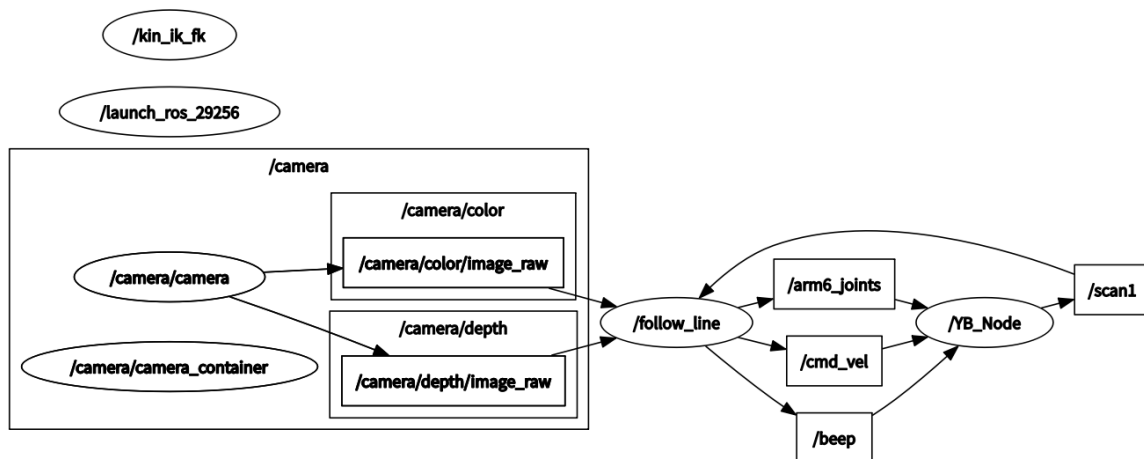 /kin_ik_fk
/launch_ros_29256
/camera
/camera/color
/camera/color/image_raw
/camera/camera
/camera/depth
/camera/depth/image_raw
/camera/camera_container
/follow_line
/arm6_joints
/cmd_vel
/beep
/YB_Node
/scan1